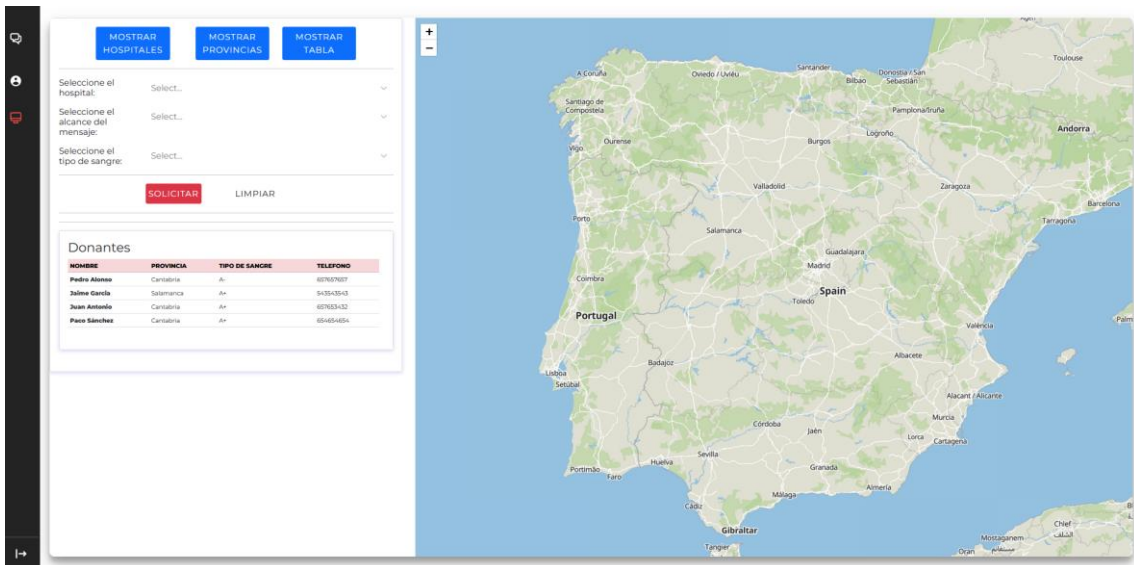 MOSTRAR
HOSPITALES
MOSTRAR
PROVINCIAS
MOSTRAR
TABLA
Seleccione el
hospital:
Select...
Seleccione el
alcance del
mensaje:
Select...
Seleccione el
tipo de sangre:
Select...
SOLICITAR
LIMPIAR
Donantes
NOMBRE PROVINCIA TIPO DE SANGRE TELEFONO
Pedro Alonso Cantabria A- 657657657
Jaime García Salamanca A+ 543543543
Juan Antonio Cantabria A+ 657653432
Paco Sánchez Cantabria A+ 654654654
+
−
Toulouse
A Coruña
Oviedo / Uviéu
Santander
Bilbao
Donostia / San
Sebastián
Santiago de
Compostela
Pamplona/Iruña
Andorra
Logroño
Vigo
Ourense
Burgos
Valladolid
Zaragoza
Barcelona
Tarragona
Porto
Salamanca
Guadalajara
Madrid
Coimbra
Spain
Toledo
Portugal
València
Palm
Albacete
Badajoz
Lisboa
Setúbal
Alacant / Alicante
Murcia
Córdoba
Jaén
Lorca
Cartagena
Sevilla
Huelva
Granada
Portimão
Faro
Almería
Málaga
Cádiz
Gibraltar
Tangier
Chlef
الشلف
Mostaganem
Oran